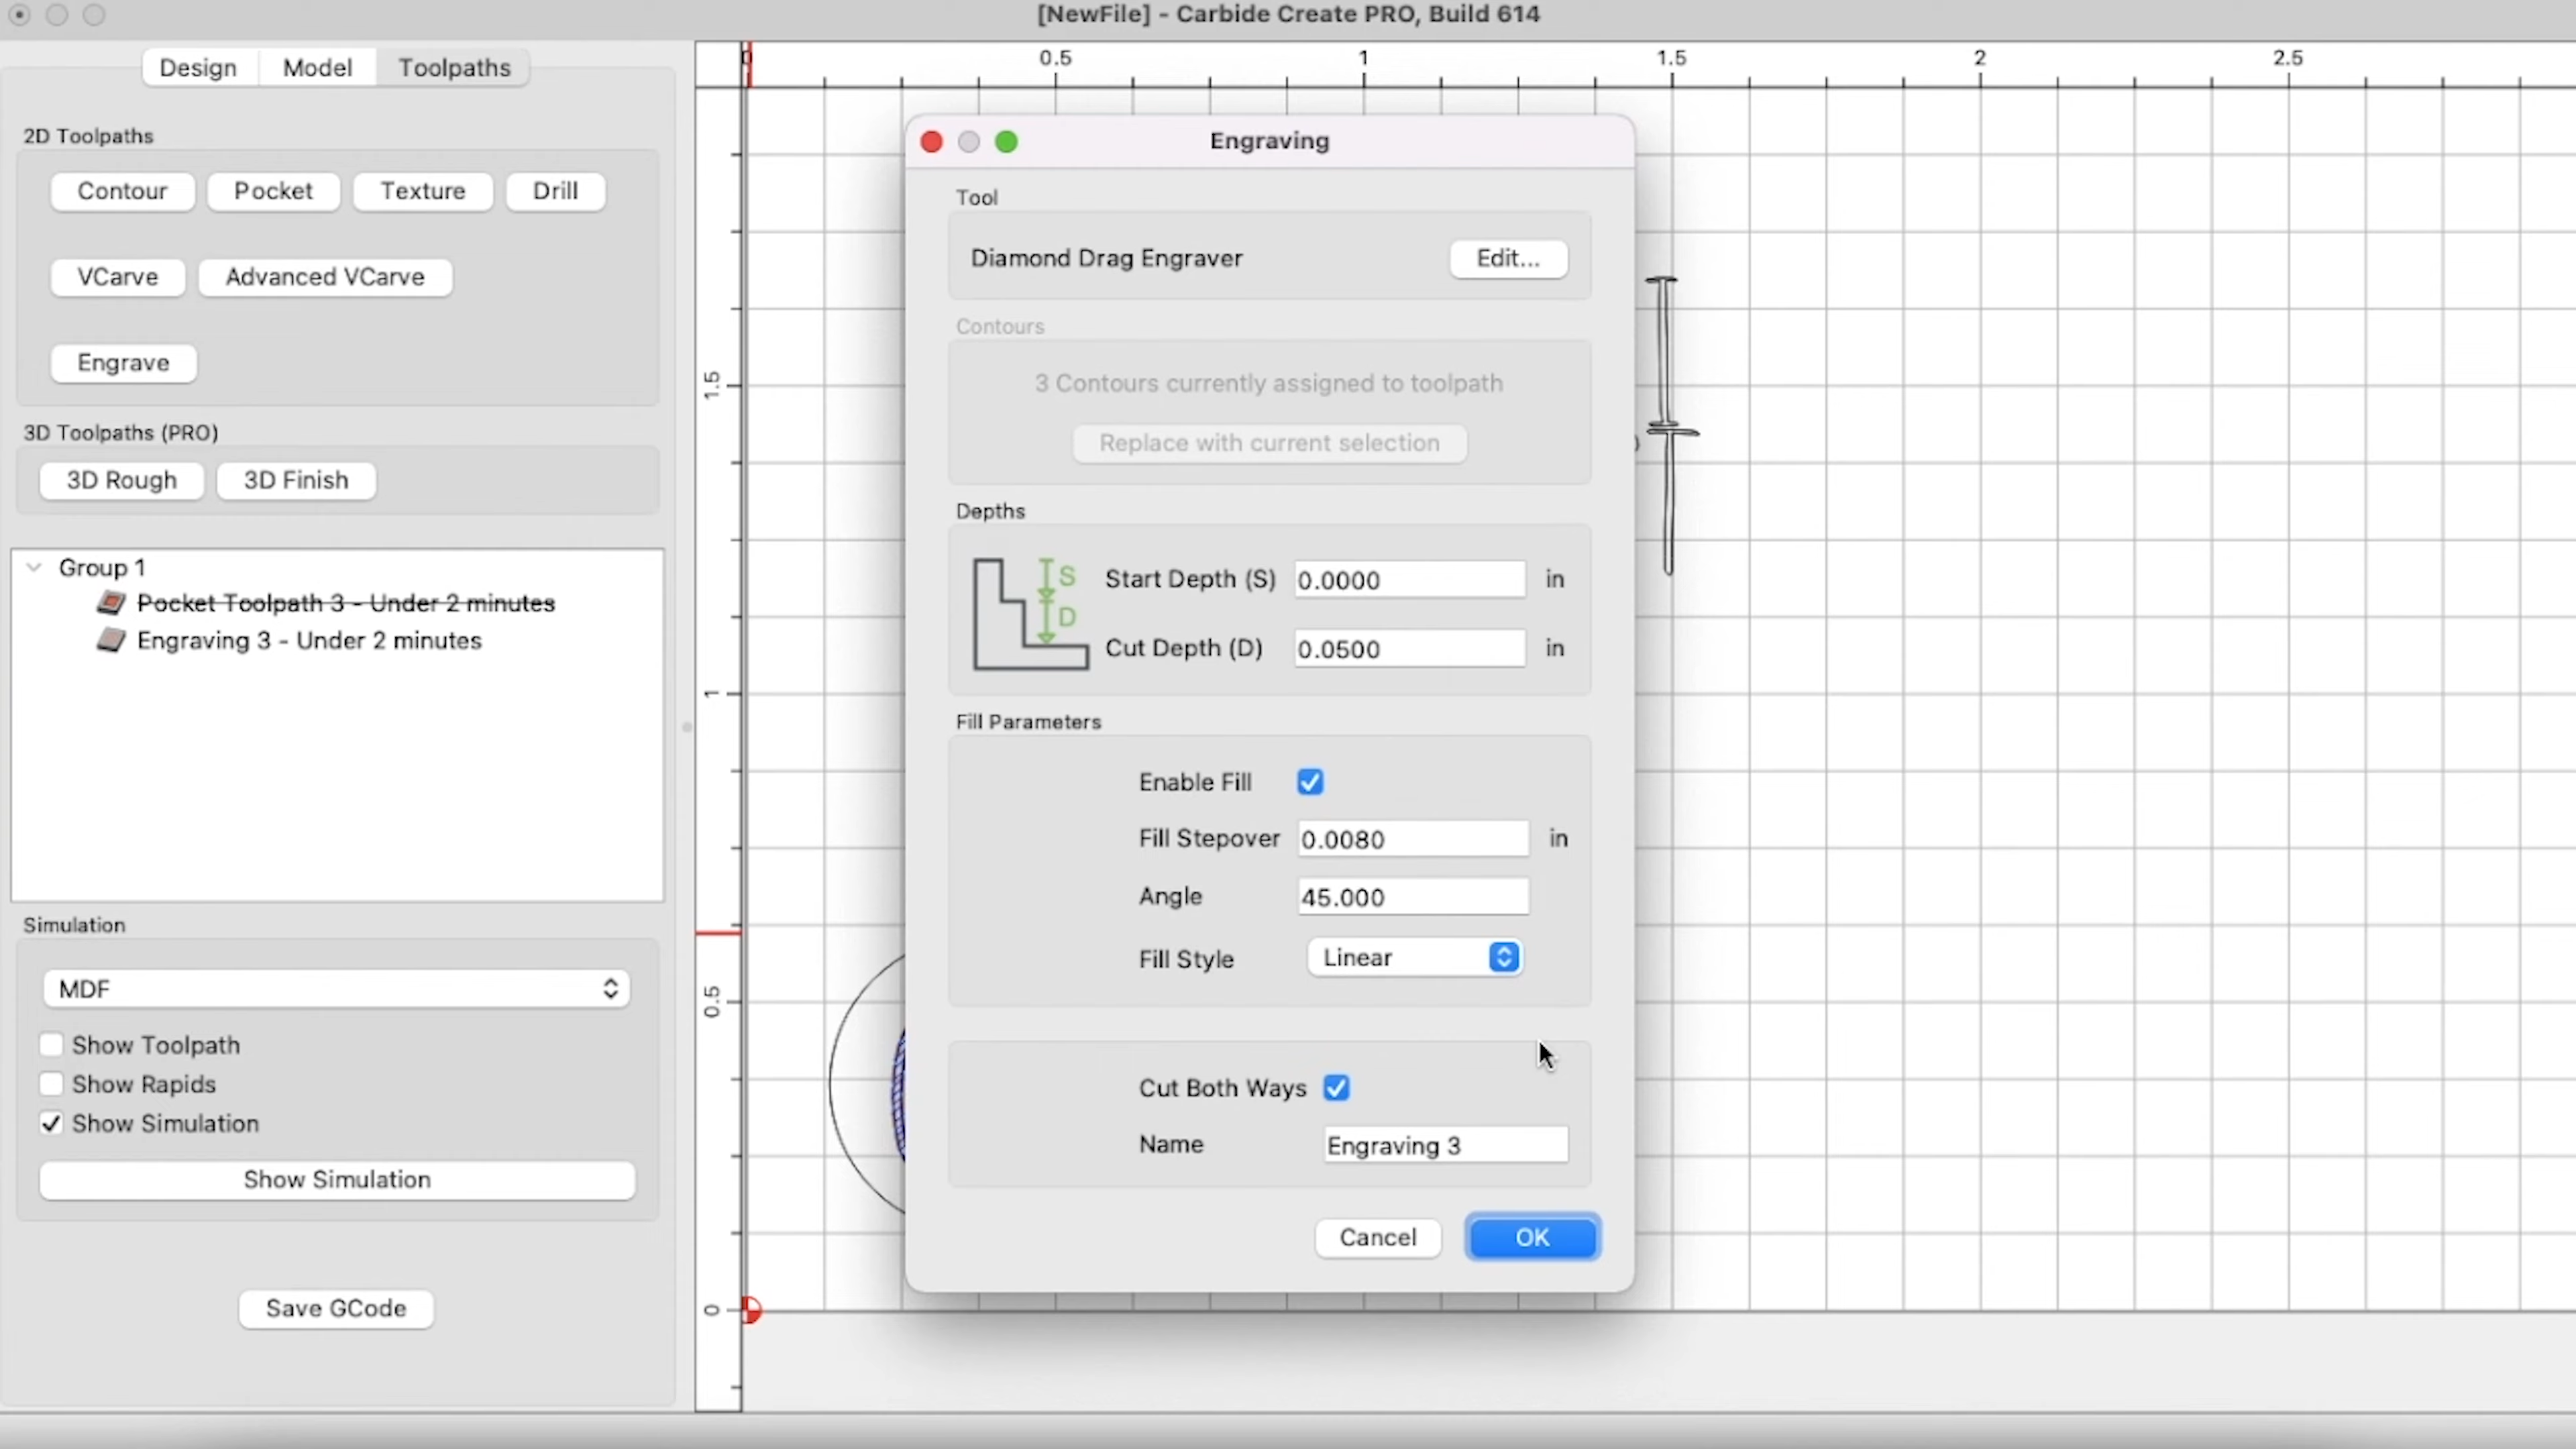 [NewFile] - Carbide Create PRO, Build 614
Design Model Toolpaths
2D Toolpaths
Contour Pocket Texture Drill
VCarve Advanced VCarve
Engrave
3D Toolpaths (PRO)
3D Rough 3D Finish
Group 1
Pocket Toolpath 3 - Under 2 minutes
Engraving 3 - Under 2 minutes
Simulation
MDF
Show Toolpath
Show Rapids
Show Simulation
Show Simulation
Save GCode
0 0.5 1 1.5 2 2.5
1.5
1
0.5
0
Engraving
Tool
Diamond Drag Engraver Edit...
Contours
3 Contours currently assigned to toolpath
Replace with current selection
Depths
S
D
Start Depth (S) 0.0000 in
Cut Depth (D) 0.0500 in
Fill Parameters
Enable Fill
Fill Stepover 0.0080 in
Angle 45.000
Fill Style Linear
Cut Both Ways
Name Engraving 3
Cancel OK